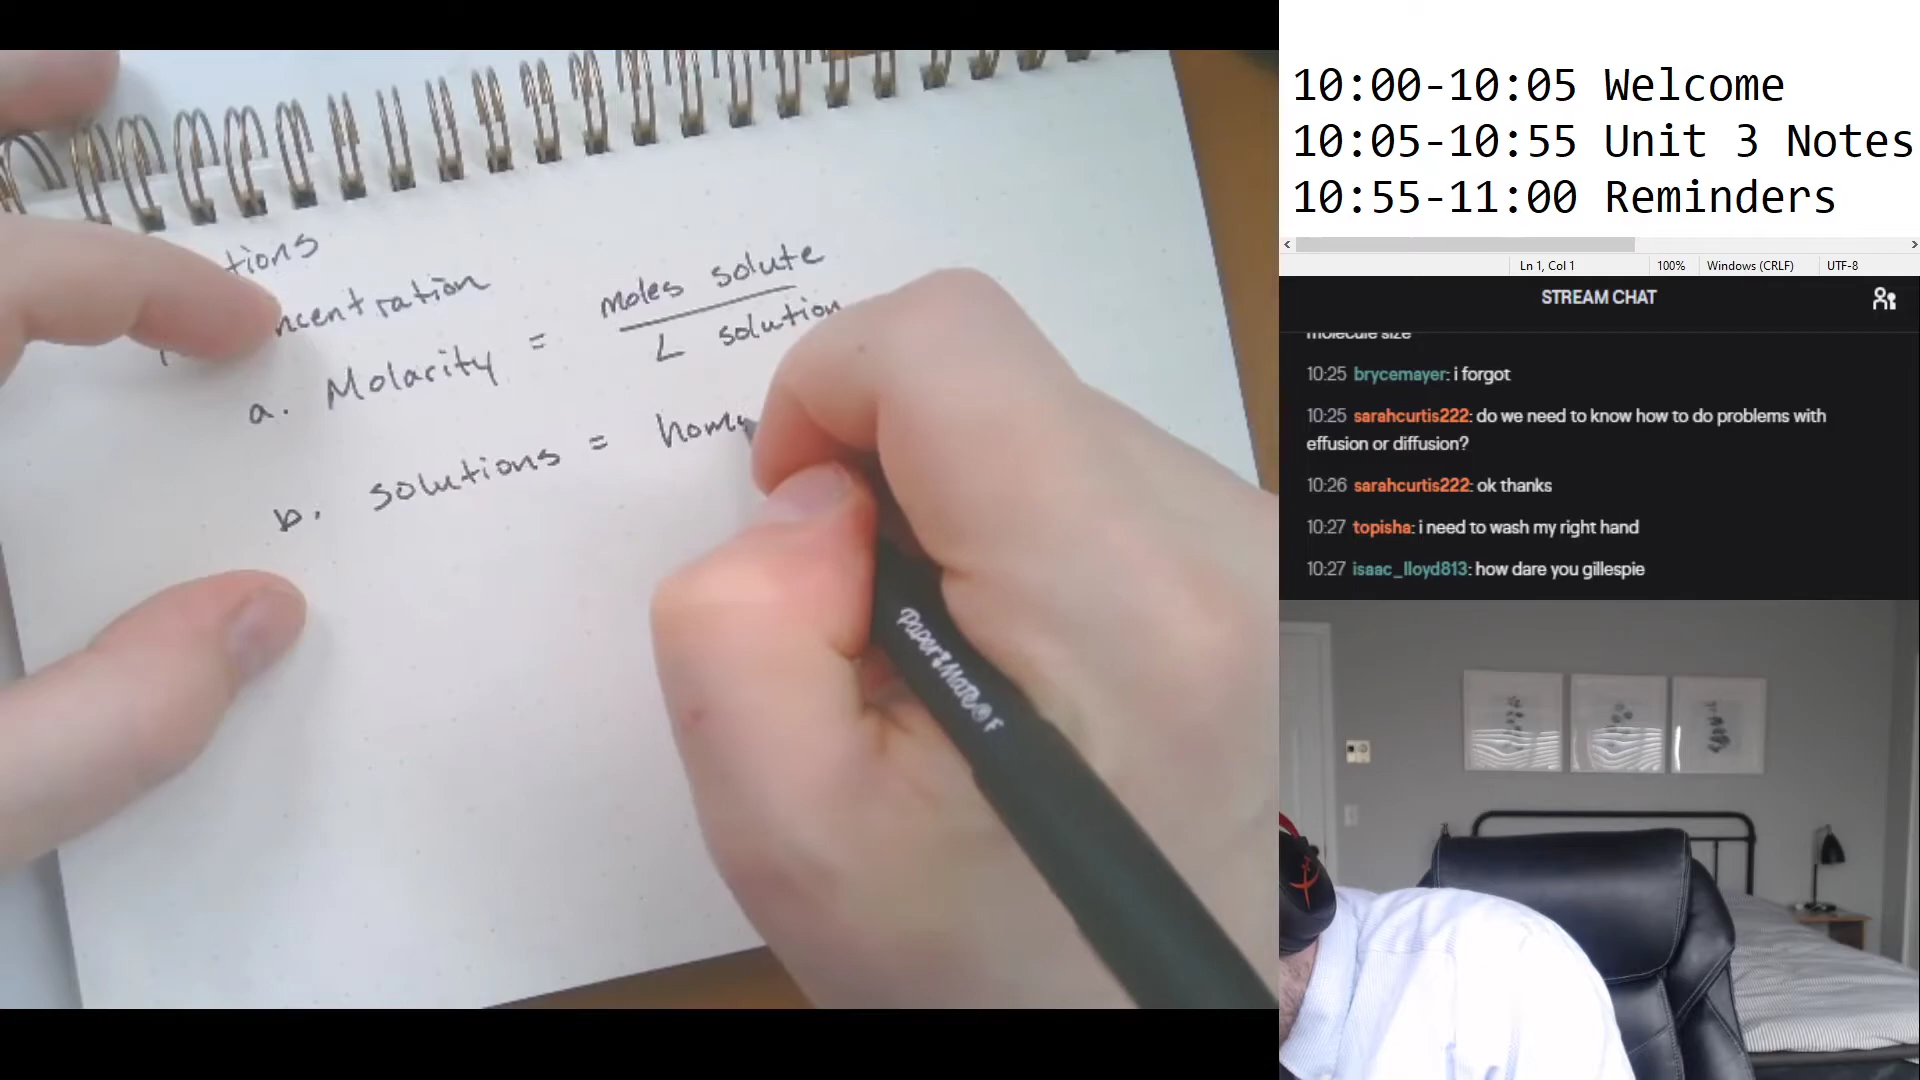 tions
ncentration
a. Molarity = moles solute
L solution
b. solutions = hom
Paper:Mate® F
10:00-10:05 Welcome
10:05-10:55 Unit 3 Notes
10:55-11:00 Reminders
Ln 1, Col 1 100% Windows (CRLF) UTF-8
STREAM CHAT
molecule size
10:25 brycemayer: i forgot
10:25 sarahcurtis222: do we need to know how to do problems with
effusion or diffusion?
10:26 sarahcurtis222: ok thanks
10:27 topisha: i need to wash my right hand
10:27 isaac_lloyd813: how dare you gillespie